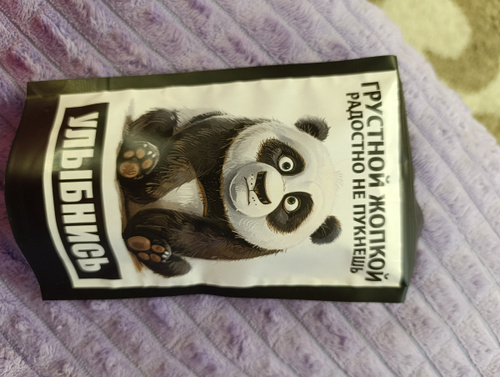 ГРУСТНОЙ ЖОПКОЙ
РАДОСТНО НЕ ПУКНЕШЬ
УЛЫБНИСЬ